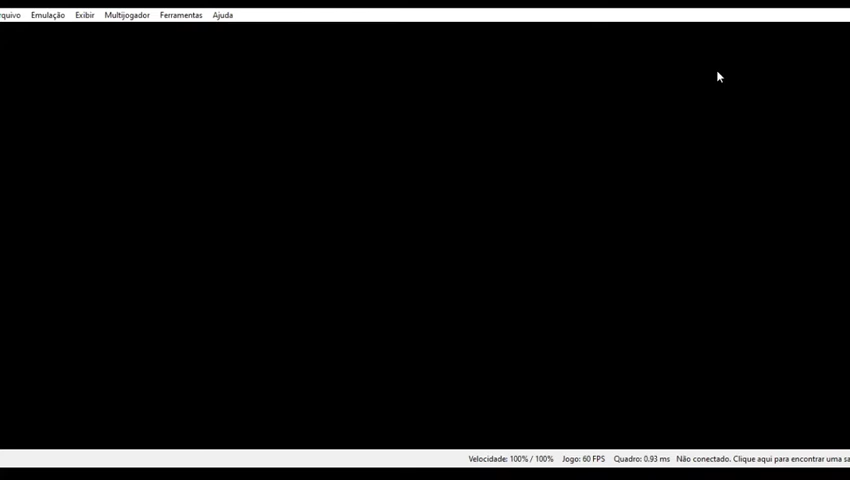 rquivo Emulação Exibir Multijogador Ferramentas Ajuda
Velocidade: 100% / 100% Jogo: 60 FPS Quadro: 0.93 ms Não conectado. Clique aqui para encontrar uma sa